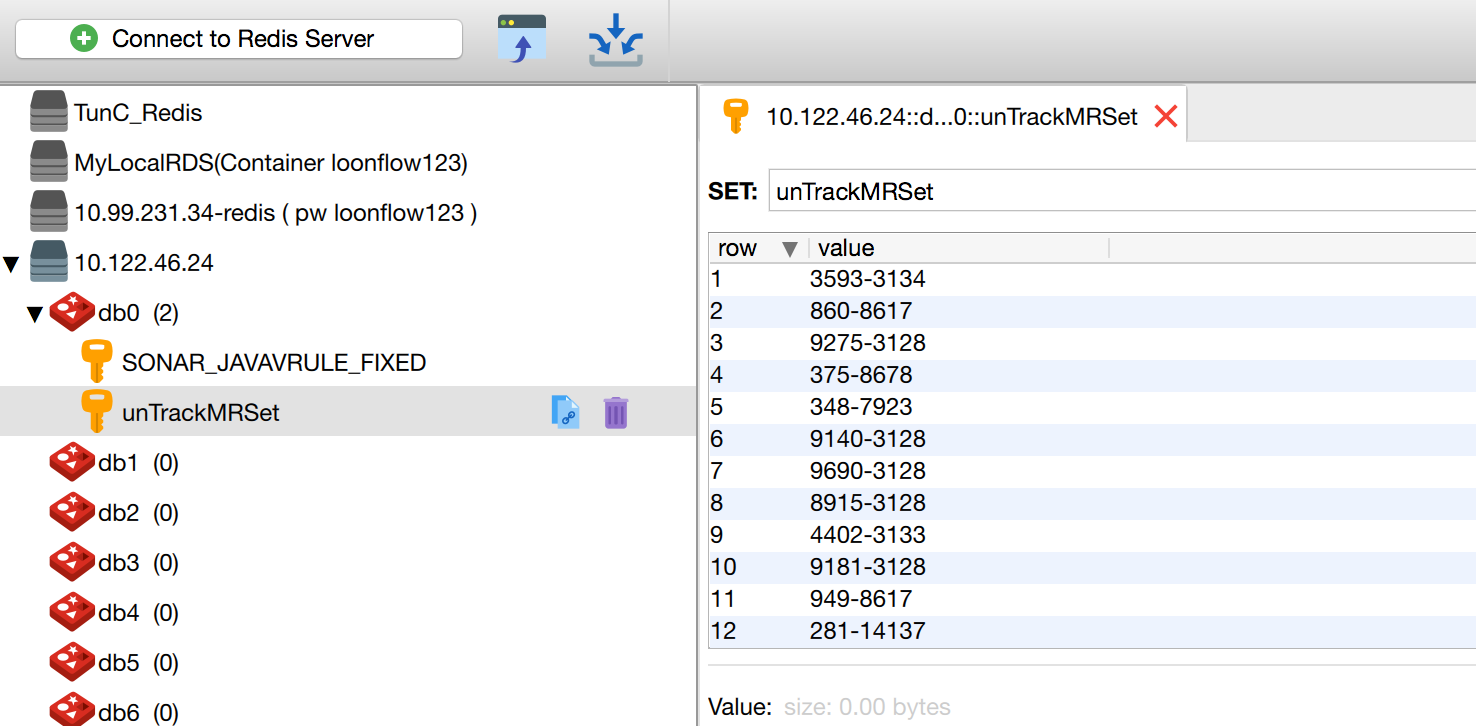 Connect to Redis Server
TunC_Redis
MyLocalRDS(Container loonflow123)
10.99.231.34-redis ( pw loonflow123 )
10.122.46.24
db0 (2)
SONAR_JAVAVRULE_FIXED
unTrackMRSet
db1 (0)
db2 (0)
db3 (0)
db4 (0)
db5 (0)
db6 (0)
10.122.46.24::d...0::unTrackMRSet
SET: unTrackMRSet
row value
1 3593-3134
2 860-8617
3 9275-3128
4 375-8678
5 348-7923
6 9140-3128
7 9690-3128
8 8915-3128
9 4402-3133
10 9181-3128
11 949-8617
12 281-14137
Value: size: 0.00 bytes